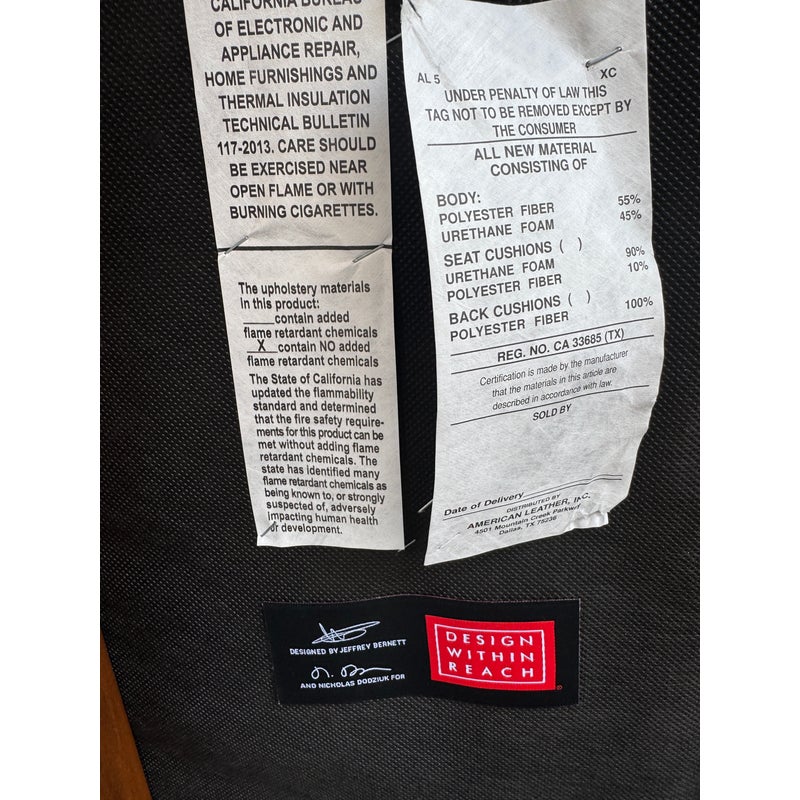 CALIFORNIA BUREAU
OF ELECTRONIC AND
APPLIANCE REPAIR,
HOME FURNISHINGS AND
THERMAL INSULATION
TECHNICAL BULLETIN
117-2013. CARE SHOULD
BE EXERCISED NEAR
OPEN FLAME OR WITH
BURNING CIGARETTES.
The upholstery materials
in this product:
____contain added
flame retardant chemicals
__X__contain NO added
flame retardant chemicals
The State of California has
updated the flammability
standard and determined
that the fire safety require-
ments for this product can be
met without adding flame
retardant chemicals. The
state has identified many
flame retardant chemicals as
being known to, or strongly
suspected of, adversely
impacting human health
or development.
AL 5 XC
UNDER PENALTY OF LAW THIS
TAG NOT TO BE REMOVED EXCEPT BY
THE CONSUMER
ALL NEW MATERIAL
CONSISTING OF
BODY:
POLYESTER FIBER 55%
URETHANE FOAM 45%
SEAT CUSHIONS ( )
URETHANE FOAM 90%
POLYESTER FIBER 10%
BACK CUSHIONS ( )
POLYESTER FIBER 100%
REG. NO. CA 33685 (TX)
Certification is made by the manufacturer
that the materials in this article are
described in accordance with law.
SOLD BY
Date of Delivery
DISTRIBUTED BY
AMERICAN LEATHER, INC.
4501 Mountain Creek Parkw
Dallas, TX 75236
DESIGNED BY JEFFREY BERNETT
AND NICHOLAS DODZIUK FOR
DESIGN
WITHIN
REACH